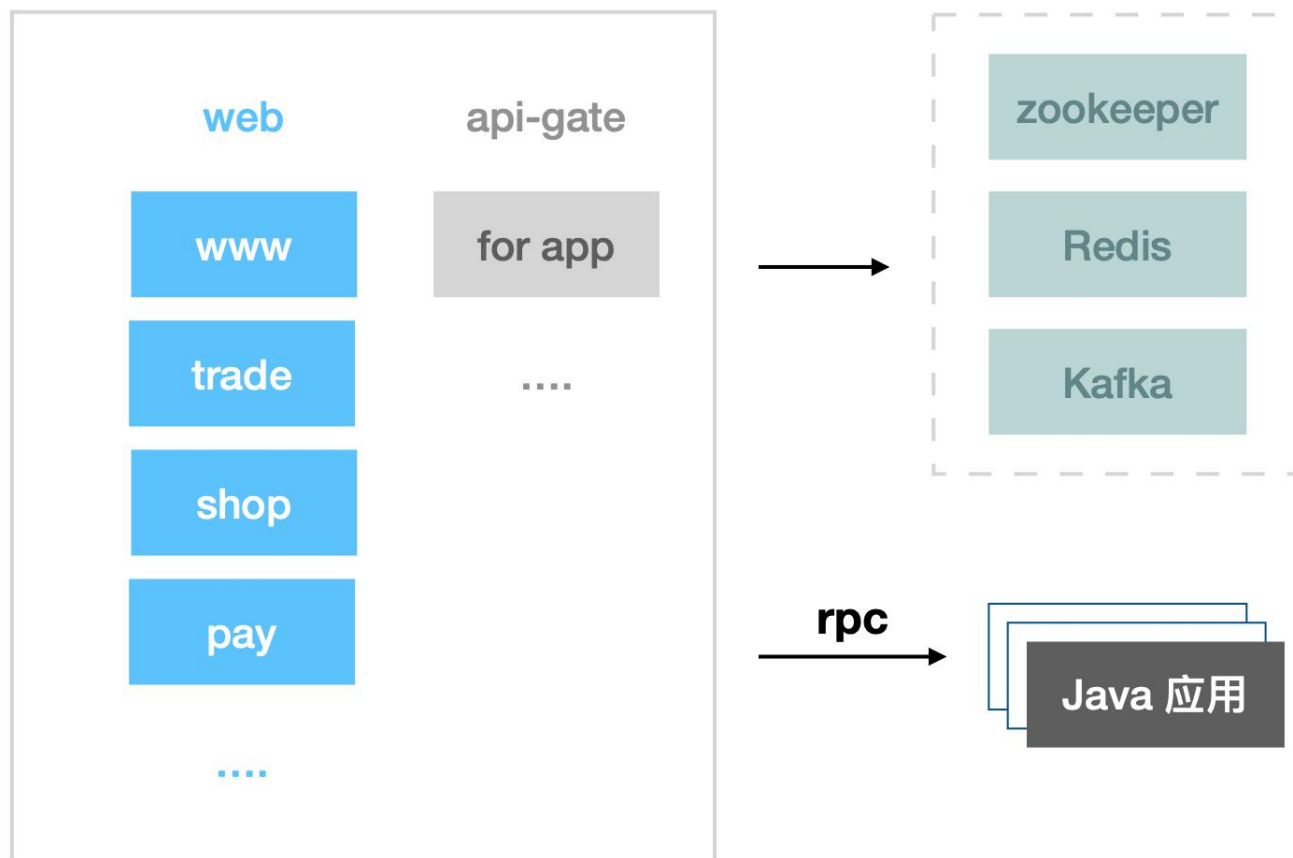 web
api-gate
www
for app
trade
....
shop
pay
....
zookeeper
Redis
Kafka
rpc
Java 应用